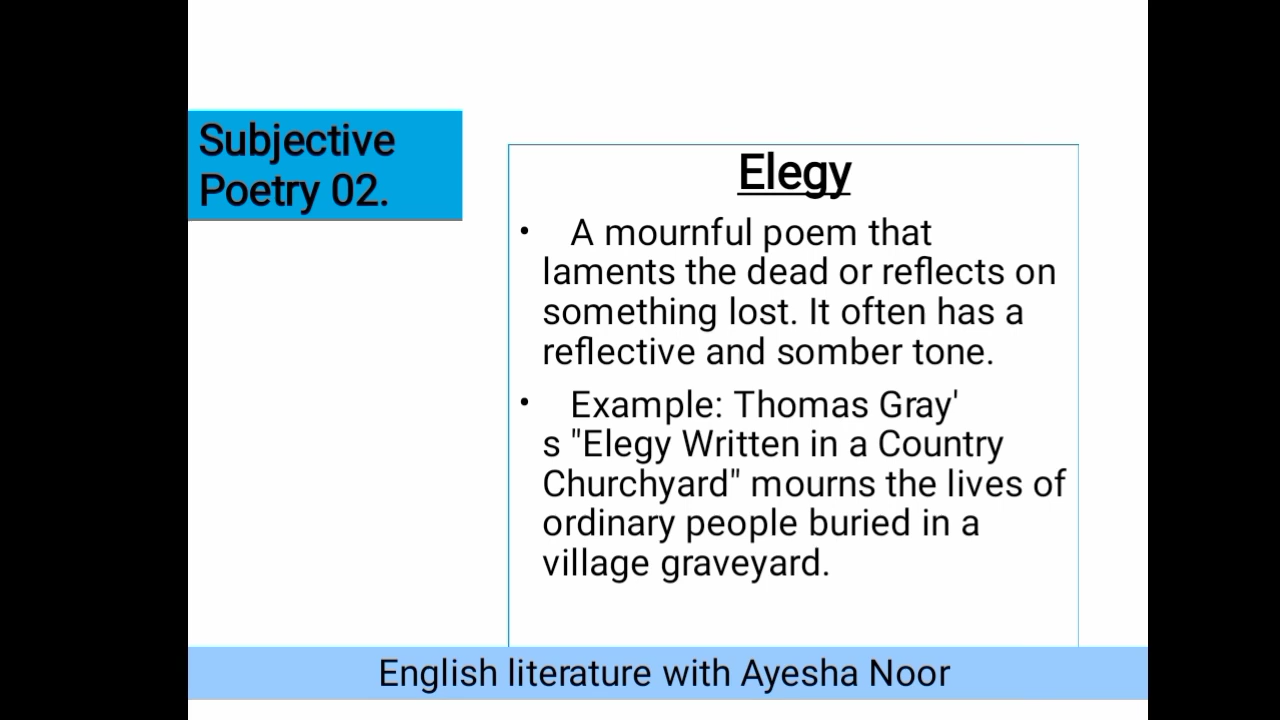 Subjective
Poetry 02.
Elegy
• A mournful poem that
laments the dead or reflects on
something lost. It often has a
reflective and somber tone.
• Example: Thomas Gray'
s "Elegy Written in a Country
Churchyard" mourns the lives of
ordinary people buried in a
village graveyard.
English literature with Ayesha Noor